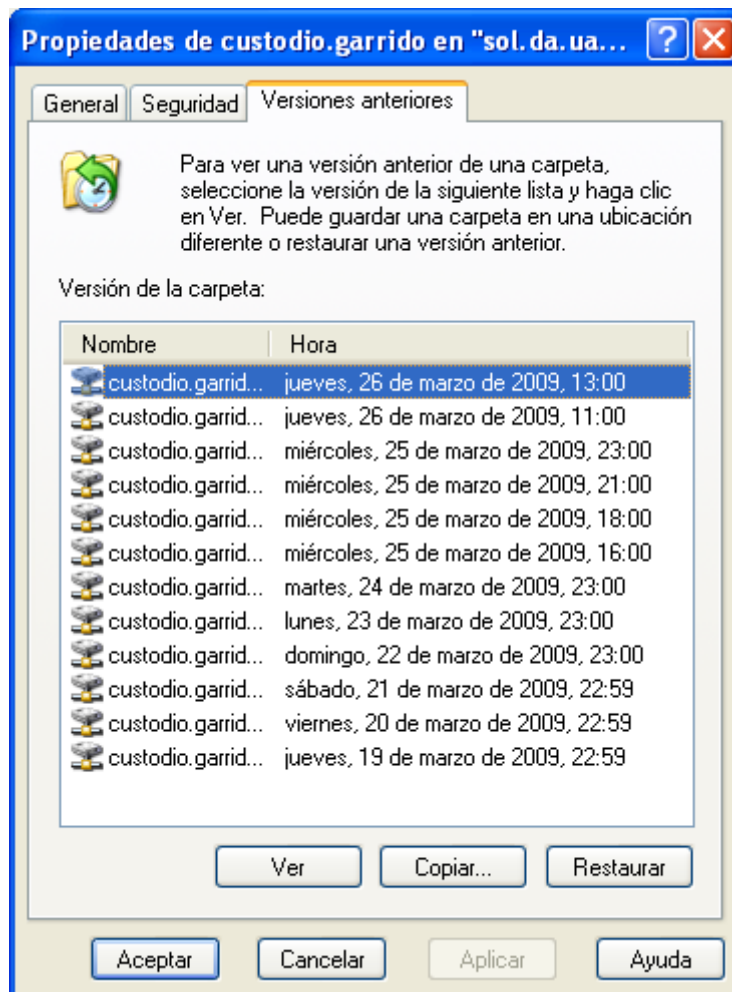 Propiedades de custodio.garrido en "sol.da.ua...
General Seguridad Versiones anteriores
Para ver una versión anterior de una carpeta,
seleccione la versión de la siguiente lista y haga clic
en Ver. Puede guardar una carpeta en una ubicación
diferente o restaurar una versión anterior.
Versión de la carpeta:
Nombre Hora
custodio.garrid... jueves, 26 de marzo de 2009, 13:00
custodio.garrid... jueves, 26 de marzo de 2009, 11:00
custodio.garrid... miércoles, 25 de marzo de 2009, 23:00
custodio.garrid... miércoles, 25 de marzo de 2009, 21:00
custodio.garrid... miércoles, 25 de marzo de 2009, 18:00
custodio.garrid... miércoles, 25 de marzo de 2009, 16:00
custodio.garrid... martes, 24 de marzo de 2009, 23:00
custodio.garrid... lunes, 23 de marzo de 2009, 23:00
custodio.garrid... domingo, 22 de marzo de 2009, 23:00
custodio.garrid... sábado, 21 de marzo de 2009, 22:59
custodio.garrid... viernes, 20 de marzo de 2009, 22:59
custodio.garrid... jueves, 19 de marzo de 2009, 22:59
Ver Copiar... Restaurar
Aceptar Cancelar Aplicar Ayuda